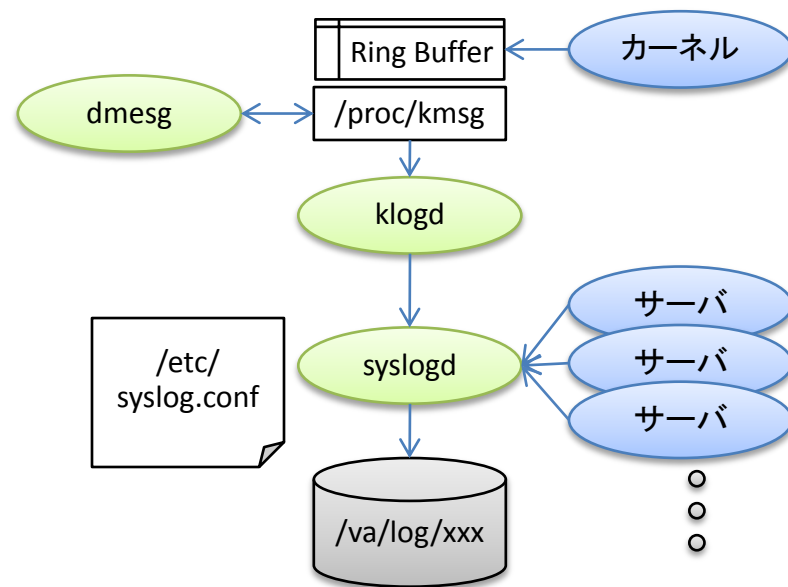 Ring Buffer
カーネル
dmesg
/proc/kmsg
klogd
サーバ
/etc/
syslog.conf
syslogd
サーバ
サーバ
/va/log/xxx